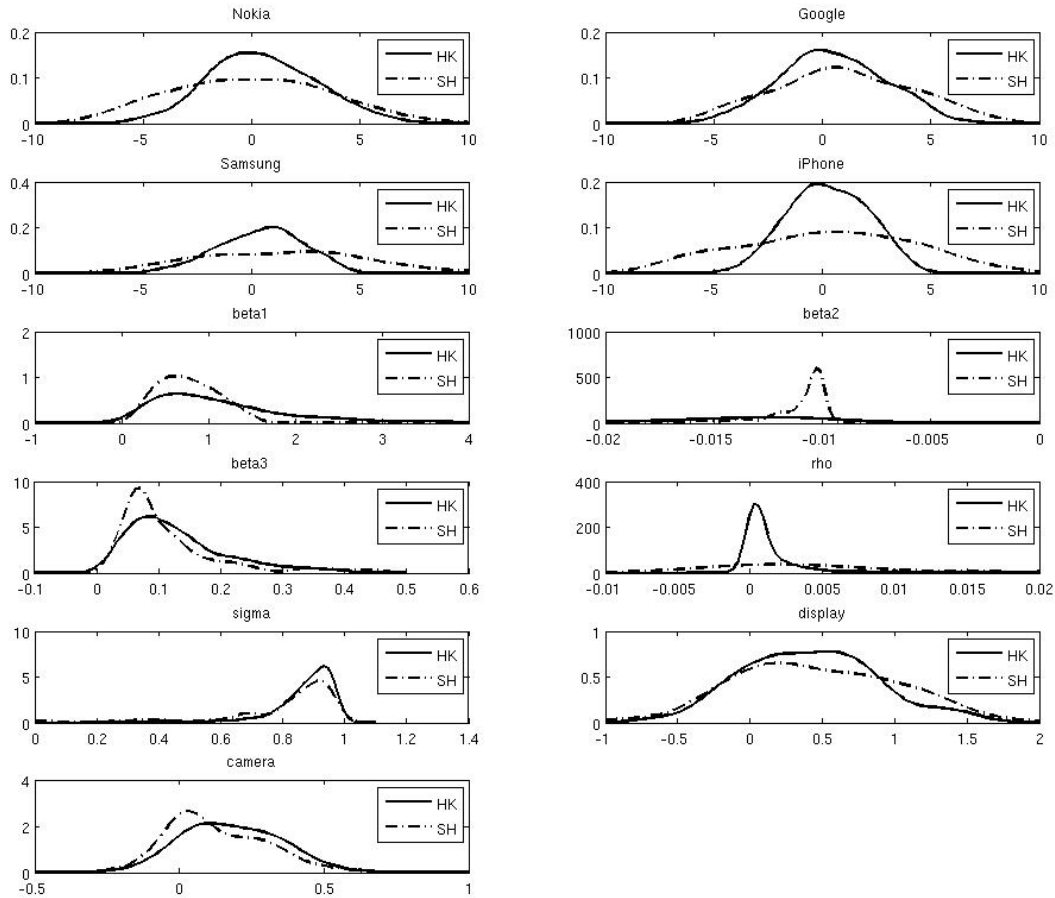 Nokia
0.2
0.1
0
-10 -5 0 5 10
HK
SH
Google
0.2
0.1
0
-10 -5 0 5 10
HK
SH
Samsung
0.4
0.2
0
-10 -5 0 5 10
HK
SH
iPhone
0.2
0.1
0
-10 -5 0 5 10
HK
SH
beta1
2
1
0
-1 0 1 2 3 4
HK
SH
beta2
1000
500
0
-0.02 -0.015 -0.01 -0.005 0
HK
SH
beta3
10
5
0
-0.1 0 0.1 0.2 0.3 0.4 0.5 0.6
HK
SH
rho
400
200
0
-0.01 -0.005 0 0.005 0.01 0.015 0.02
HK
SH
sigma
10
5
0
0 0.2 0.4 0.6 0.8 1 1.2 1.4
HK
SH
display
1
0.5
0
-1 -0.5 0 0.5 1 1.5 2
HK
SH
camera
4
2
0
-0.5 0 0.5 1
HK
SH